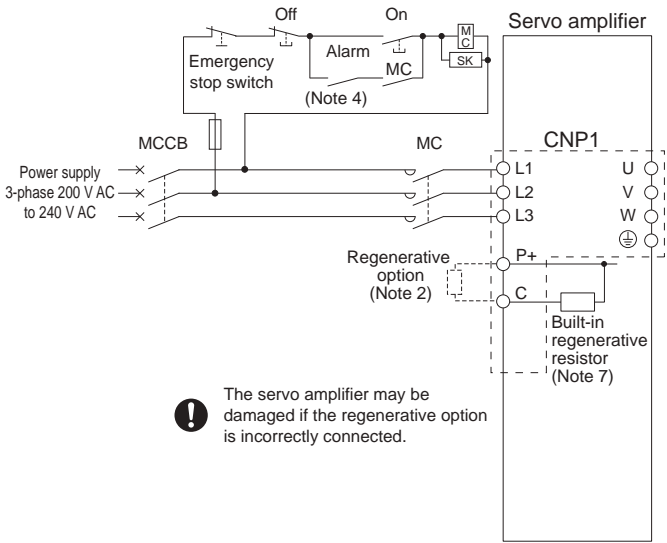 Off
On
Servo amplifier
Emergency
stop switch
Alarm
MC
(Note 4)
M
C
SK
MCCB
MC
CNP1
Power supply
3-phase 200 V AC
to 240 V AC
L1
L2
L3
U
V
W
Regenerative
option
(Note 2)
P+
C
Built-in
regenerative
resistor
(Note 7)
The servo amplifier may be
damaged if the regenerative option
is incorrectly connected.